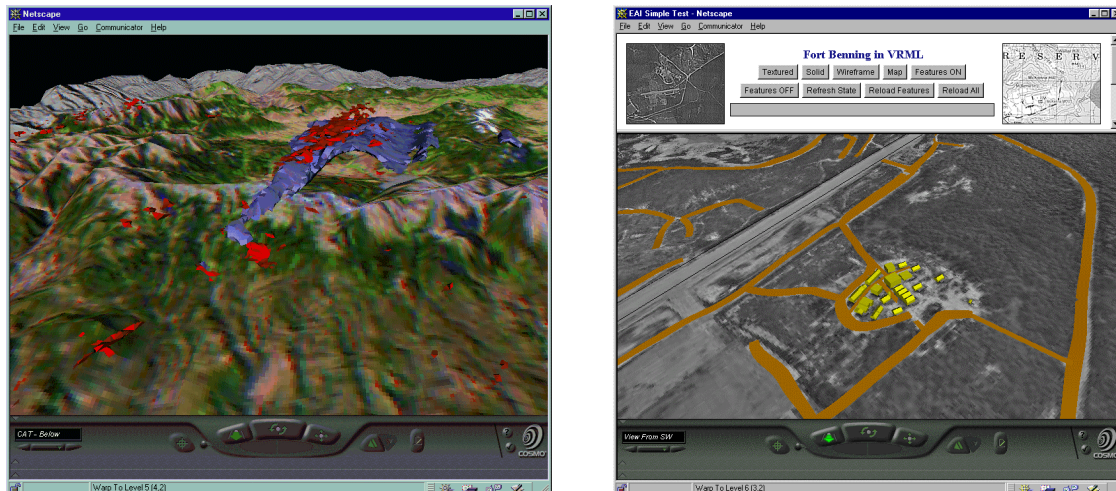 Netscape
File Edit View Go Communicator Help
CAT - Below
COSMO
Warp To Level 5 (4,2)
EAI Simple Test - Netscape
File Edit View Go Communicator Help
Fort Benning in VRML
Textured Solid Wireframe Map Features ON
Features OFF Refresh State Reload Features Reload All
R E S E R V
View From SW
COSMO
Warp To Level 6 (3,2)